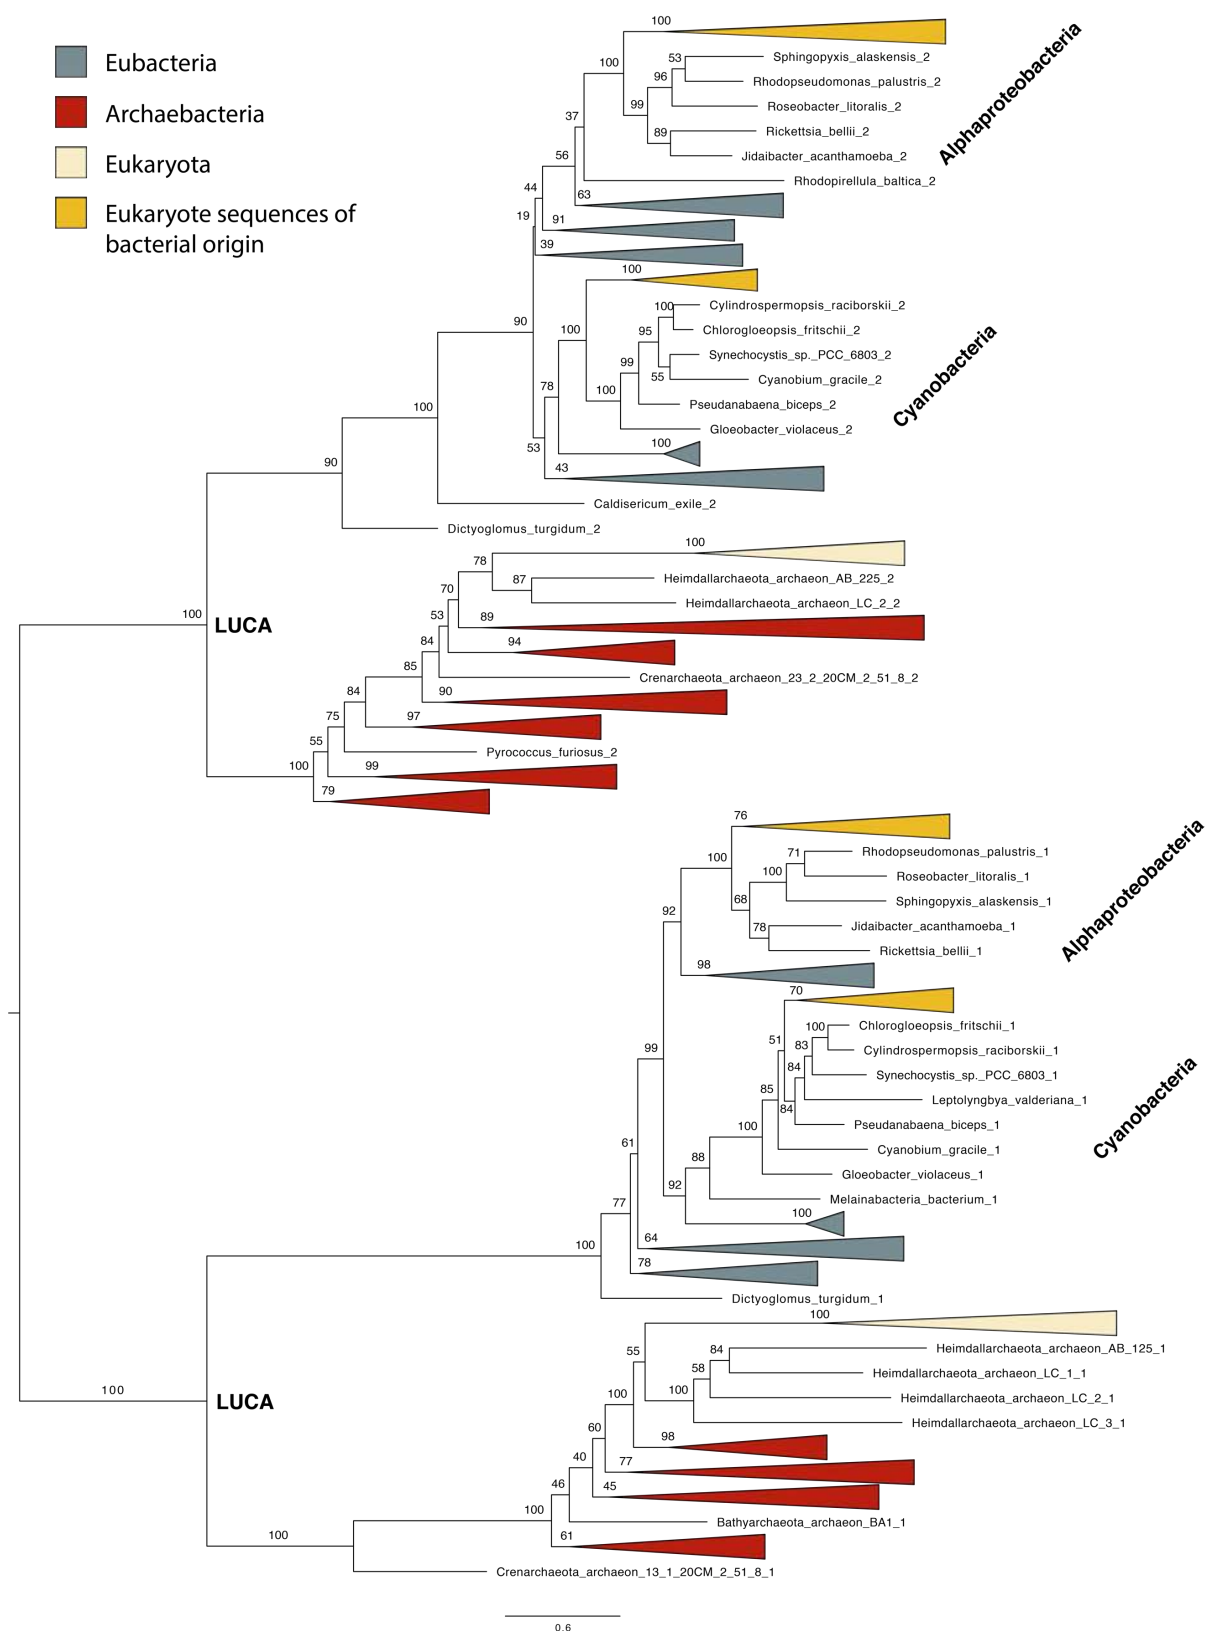 Eubacteria
Archaebacteria
Eukaryota
Eukaryote sequences of
bacterial origin
100
Sphingopyxis_alaskensis_2
53
100
Rhodopseudomonas_palustris_2
96
Roseobacter_litoralis_2
99
37
Rickettsia_bellii_2
89
Jidaibacter_acanthamoeba_2
56
Rhodopirellula_baltica_2
44
63
19
91
39
Alphaproteobacteria
100
Cylindrospermopsis_raciborskii_2
100
90
100
95
Chlorogloeopsis_fritschii_2
Synechocystis_sp._PCC_6803_2
99
55
Cyanobium_gracile_2
78
100
Pseudanabaena_biceps_2
100
Gloeobacter_violaceus_2
53
100
90
43
Cyanobacteria
Caldisericum_exile_2
Dictyoglomus_turgidum_2
100
78
87
Heimdallarchaeota_archaeon_AB_225_2
70
Heimdallarchaeota_archaeon_LC_2_2
100
LUCA
53
89
84
94
85
Crenarchaeota_archaeon_23_2_20CM_2_51_8_2
84
90
75
97
55
Pyrococcus_furiosus_2
100
99
79
76
Rhodopseudomonas_palustris_1
71
100
100
Roseobacter_litoralis_1
68
Sphingopyxis_alaskensis_1
92
78
Jidaibacter_acanthamoeba_1
Rickettsia_bellii_1
98
Alphaproteobacteria
70
100
Chlorogloeopsis_fritschii_1
99
51
83
Cylindrospermopsis_raciborskii_1
84
Synechocystis_sp._PCC_6803_1
85
84
Leptolyngbya_valderiana_1
100
Pseudanabaena_biceps_1
61
88
Cyanobium_gracile_1
92
Gloeobacter_violaceus_1
77
Melainabacteria_bacterium_1
100
100
64
78
Cyanobacteria
Dictyoglomus_turgidum_1
100
55
84
Heimdallarchaeota_archaeon_AB_125_1
58
Heimdallarchaeota_archaeon_LC_1_1
100
100
100
LUCA
Heimdallarchaeota_archaeon_LC_2_1
Heimdallarchaeota_archaeon_LC_3_1
60
98
40
77
46
45
100
Bathyarchaeota_archaeon_BA1_1
100
61
Crenarchaeota_archaeon_13_1_20CM_2_51_8_1
0.6